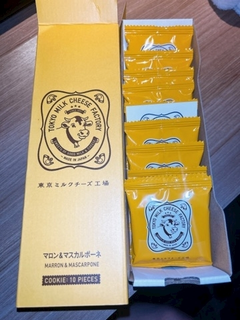 TOKYO MILK CHEESE FACTORY
MADE IN JAPAN
東京ミルクチーズ工場
マロン&マスカルポーネ
MARRON & MASCARPONE
COOKIE: 10 PIECES
TOKYO MILK CHEESE FACTORY